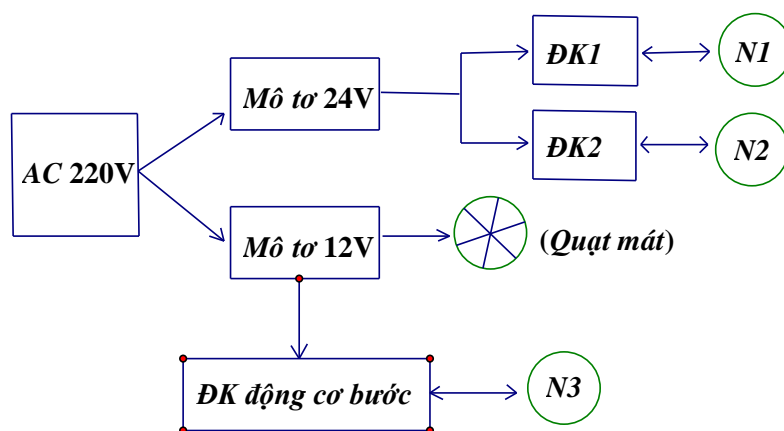 ĐK1
N1
Mô tơ 24V
ĐK2
N2
AC 220V
Mô tơ 12V
(Quạt mát)
ĐK động cơ bước
N3